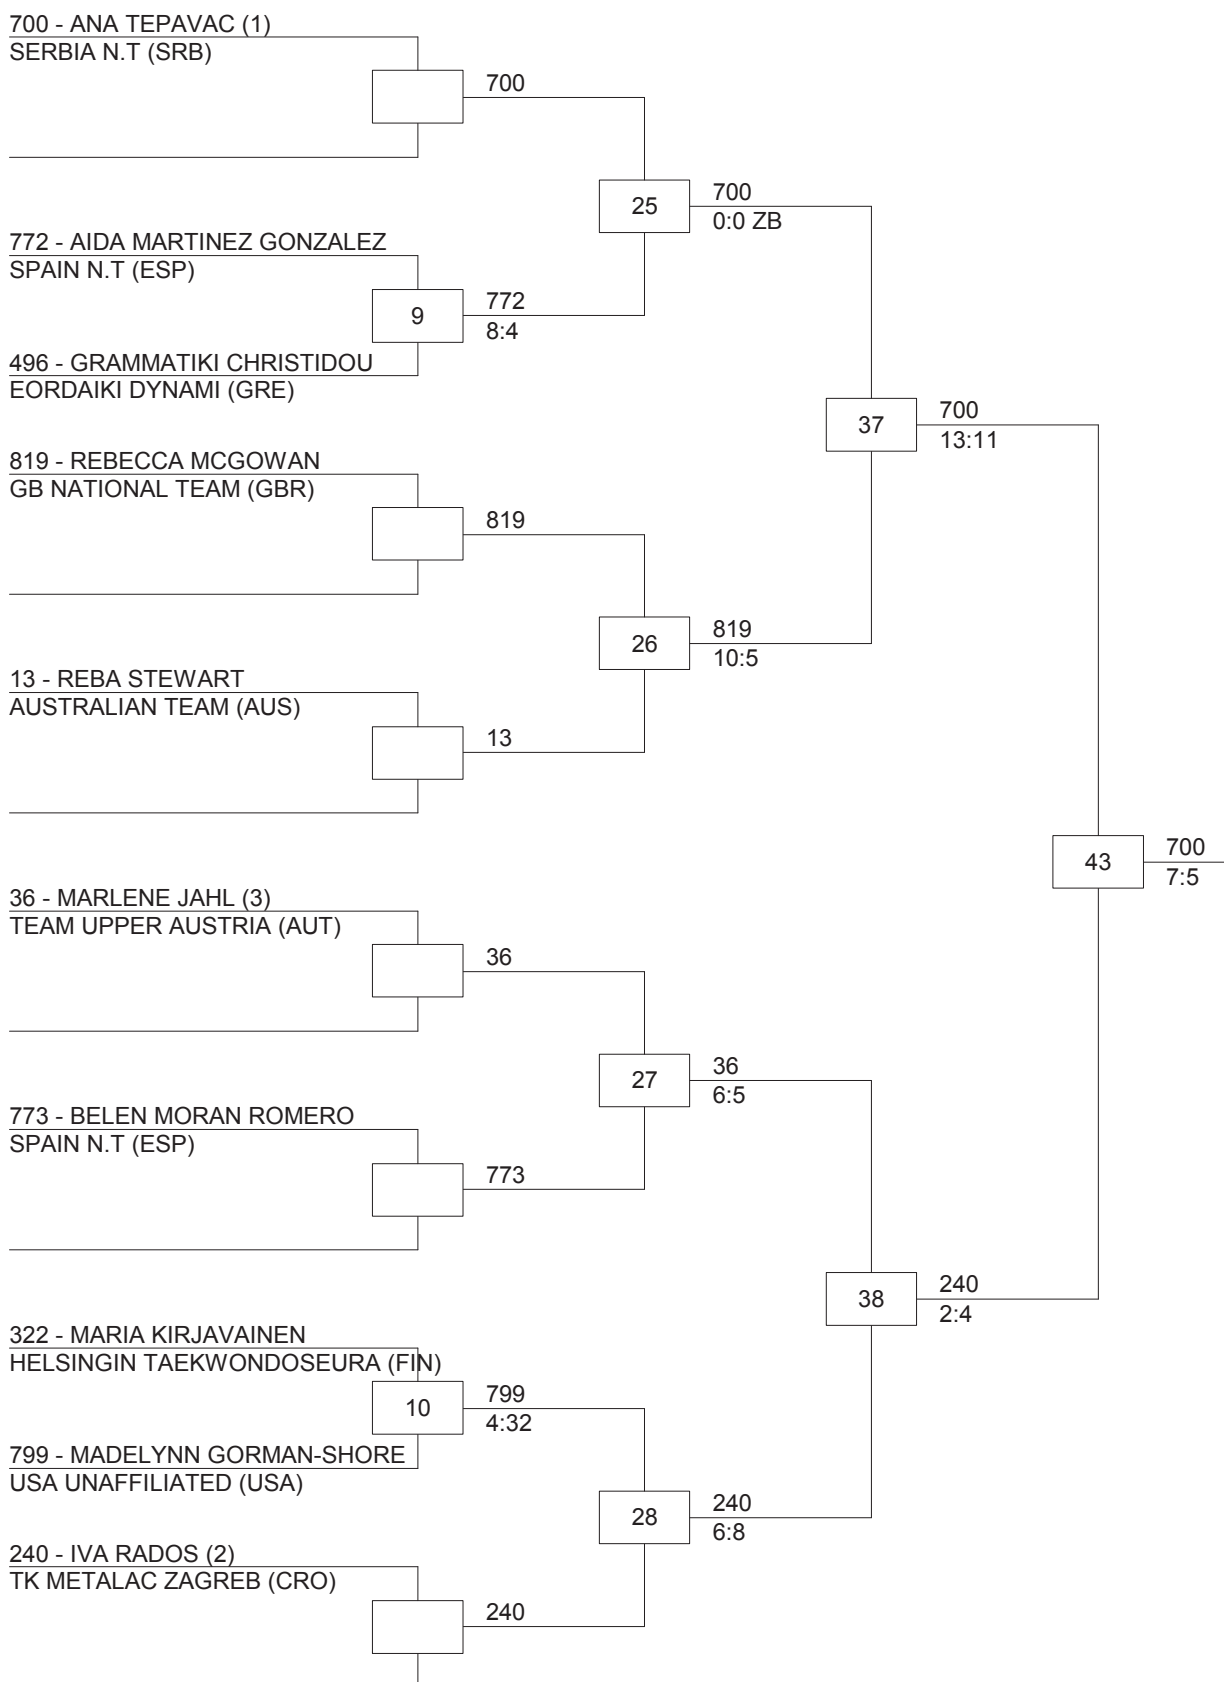 700 - ANA TEPAVAC (1)
SERBIA N.T (SRB)
700
25
700
0:0 ZB
772 - AIDA MARTINEZ GONZALEZ
SPAIN N.T (ESP)
9
772
8:4
496 - GRAMMATIKI CHRISTIDOU
EORDAIKI DYNAMI (GRE)
37
700
13:11
819 - REBECCA MCGOWAN
GB NATIONAL TEAM (GBR)
819
26
819
10:5
13 - REBA STEWART
AUSTRALIAN TEAM (AUS)
13
43
700
7:5
36 - MARLENE JAHL (3)
TEAM UPPER AUSTRIA (AUT)
36
27
36
6:5
773 - BELEN MORAN ROMERO
SPAIN N.T (ESP)
773
38
240
2:4
322 - MARIA KIRJAVAINEN
HELSINGIN TAEKWONDOSEURA (FIN)
10
799
4:32
799 - MADELYNN GORMAN-SHORE
USA UNAFFILIATED (USA)
28
240
6:8
240 - IVA RADOS (2)
TK METALAC ZAGREB (CRO)
240